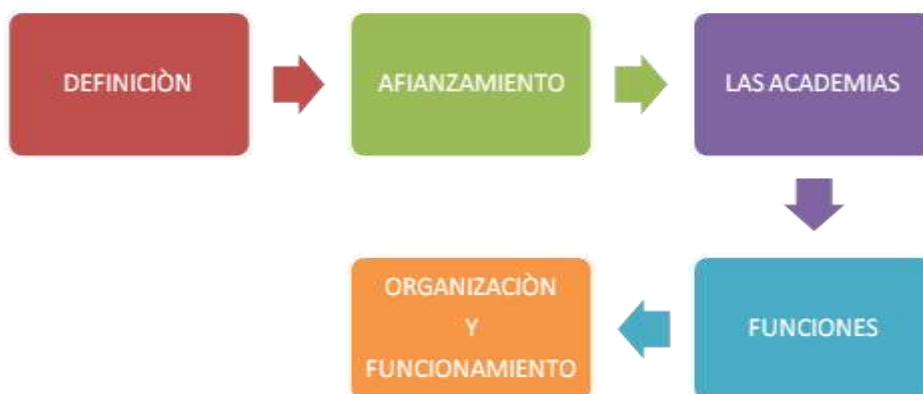 DEFINICIÒN
AFIANZAMIENTO
LAS ACADEMIAS
FUNCIONES
ORGANIZACIÒN
Y
FUNCIONAMIENTO